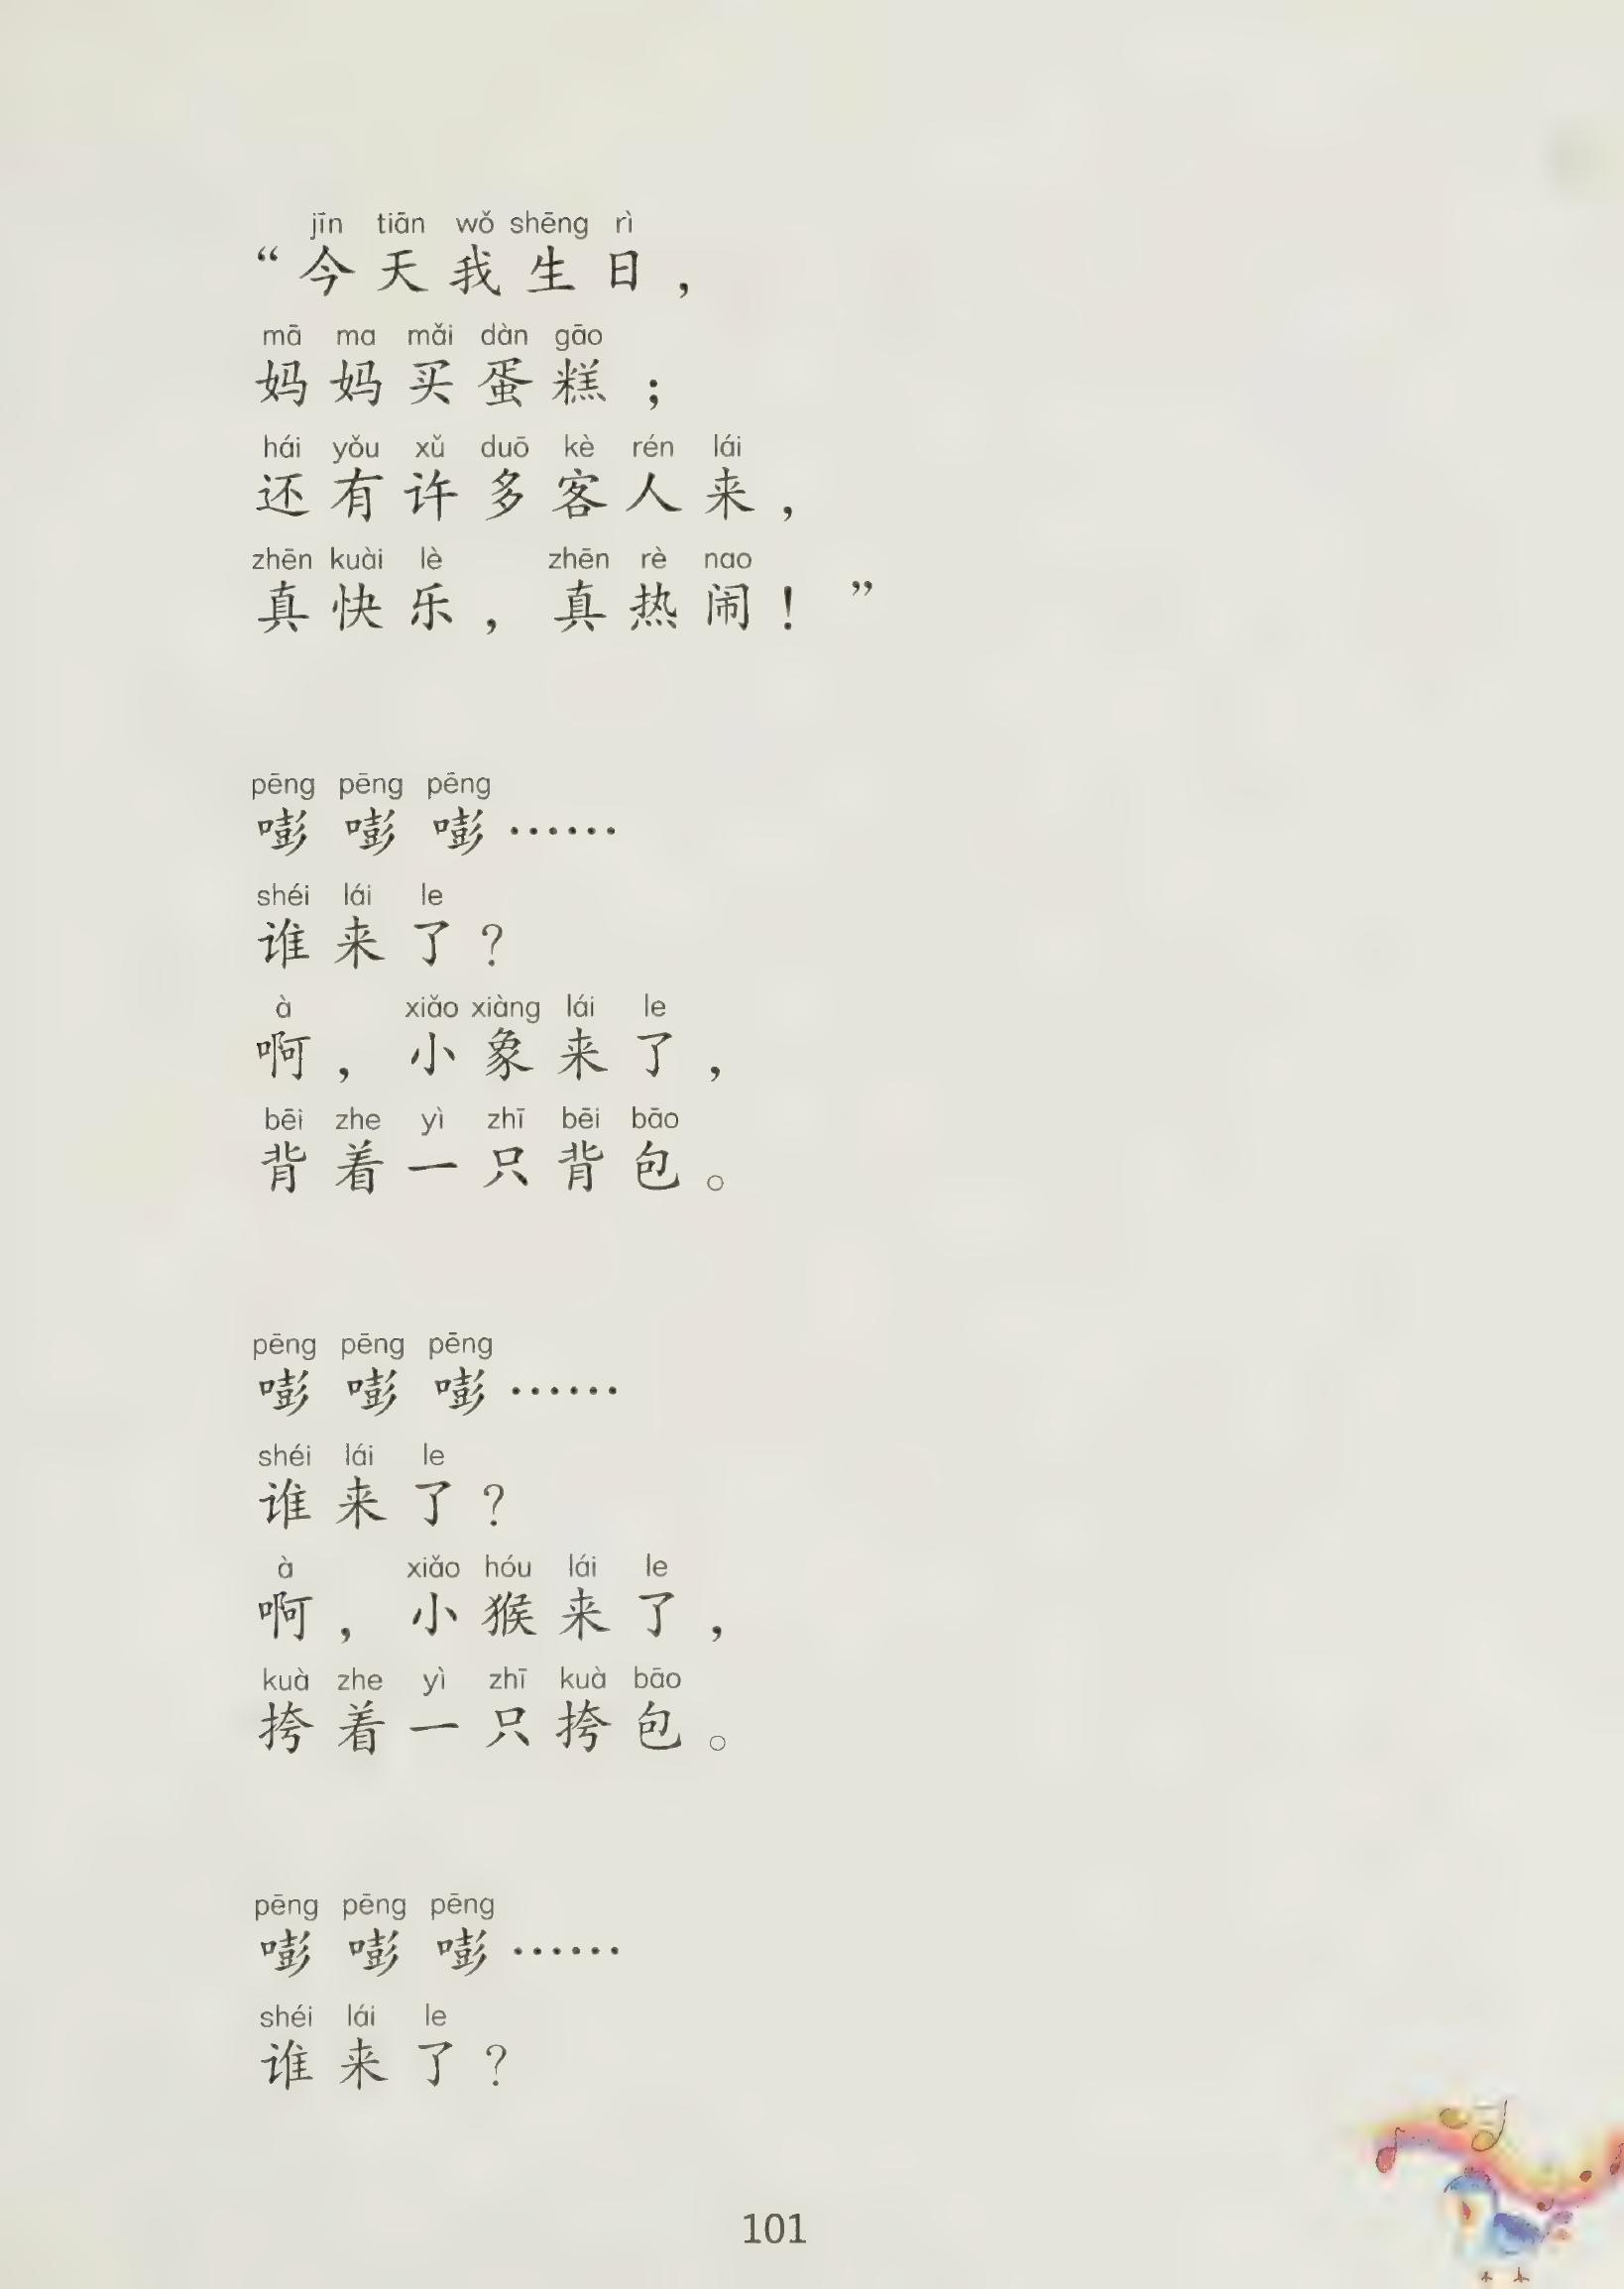 jīn tiān wǒ shēng rì
“今天我生日，
mā ma mǎi dàn gāo
妈妈买蛋糕；
hái yǒu xǔ duō kè rén lái
还有许多客人来，
zhēn kuài lè zhēn rè nao
真快乐，真热闹！”
pēng pēng pēng
嘭嘭嘭……
shéi lái le
谁来了？
à xiǎo xiàng lái le
啊，小象来了，
bēi zhe yì zhī bēi bāo
背着一只背包。
pēng pēng pēng
嘭嘭嘭……
shéi lái le
谁来了？
à xiǎo hóu lái le
啊，小猴来了，
kuà zhe yì zhī kuà bāo
挎着一只挎包。
pēng pēng pēng
嘭嘭嘭……
shéi lái le
谁来了？
101